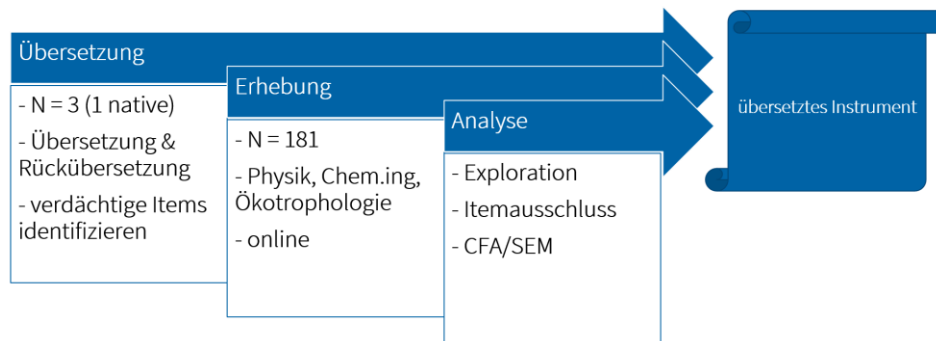 Übersetzung
- N = 3 (1 native)
- Übersetzung &
Rückübersetzung
- verdächtige Items
identifizieren
Erhebung
- N = 181
- Physik, Chem.ing,
Ökotrophologie
- online
Analyse
- Exploration
- Itemausschluss
- CFA/SEM
übersetztes Instrument